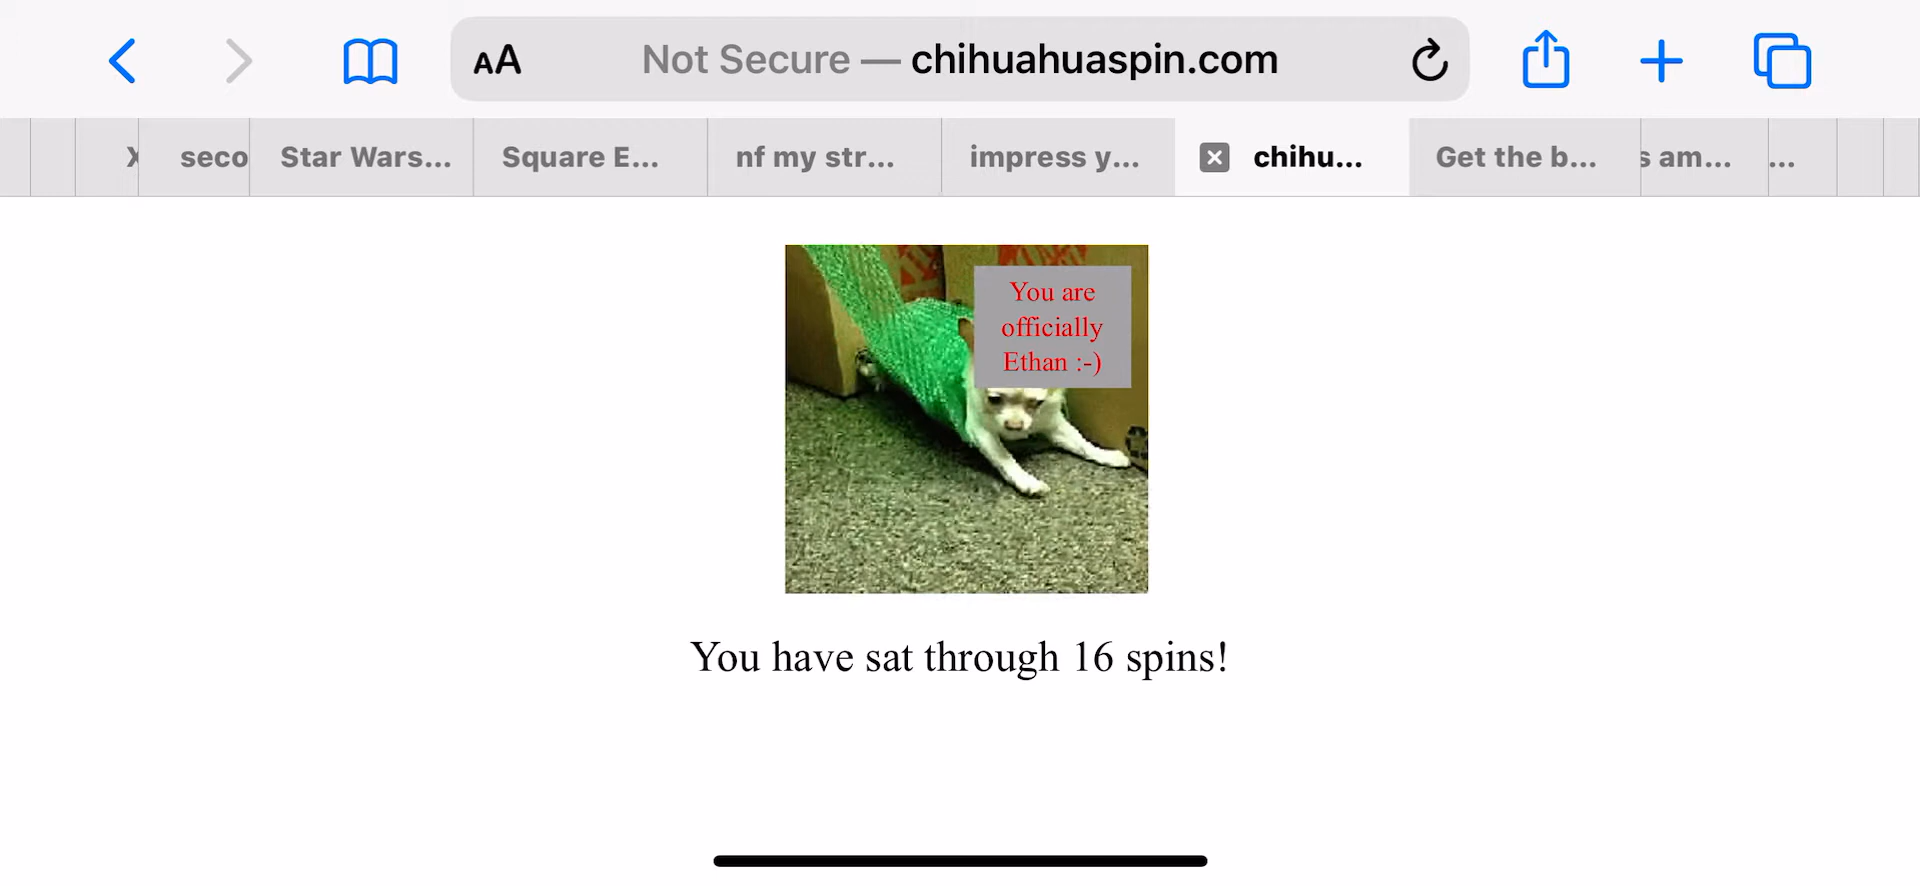 AA Not Secure — chihuahuaspin.com
seco Star Wars... Square E... nf my str... impress y... chihu... Get the b... s am... ...
You are
officially
Ethan :-)
You have sat through 16 spins!